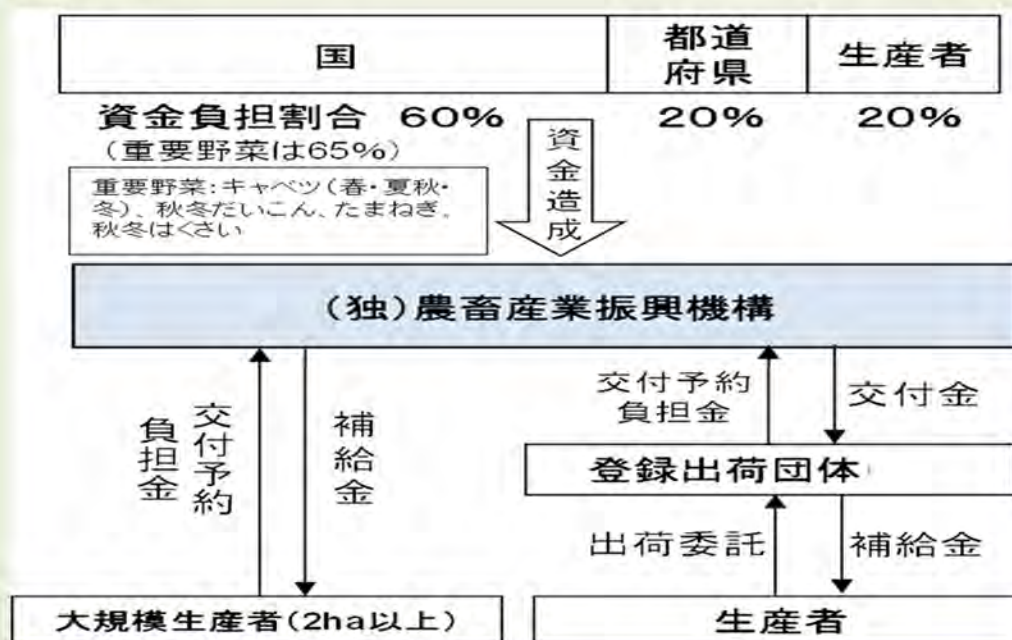 国
都道
府県
生産者
資金負担割合 60%
20%
20%
(重要野菜は65%)
重要野菜:キャベツ(春・夏秋・
冬)、秋冬だいこん、たまねぎ、
秋冬はくさい
資金造成
(独)農畜産業振興機構
交付予約
負担金
補給金
交付予約
負担金
交付金
登録出荷団体
出荷委託
補給金
大規模生産者(2ha以上)
生産者